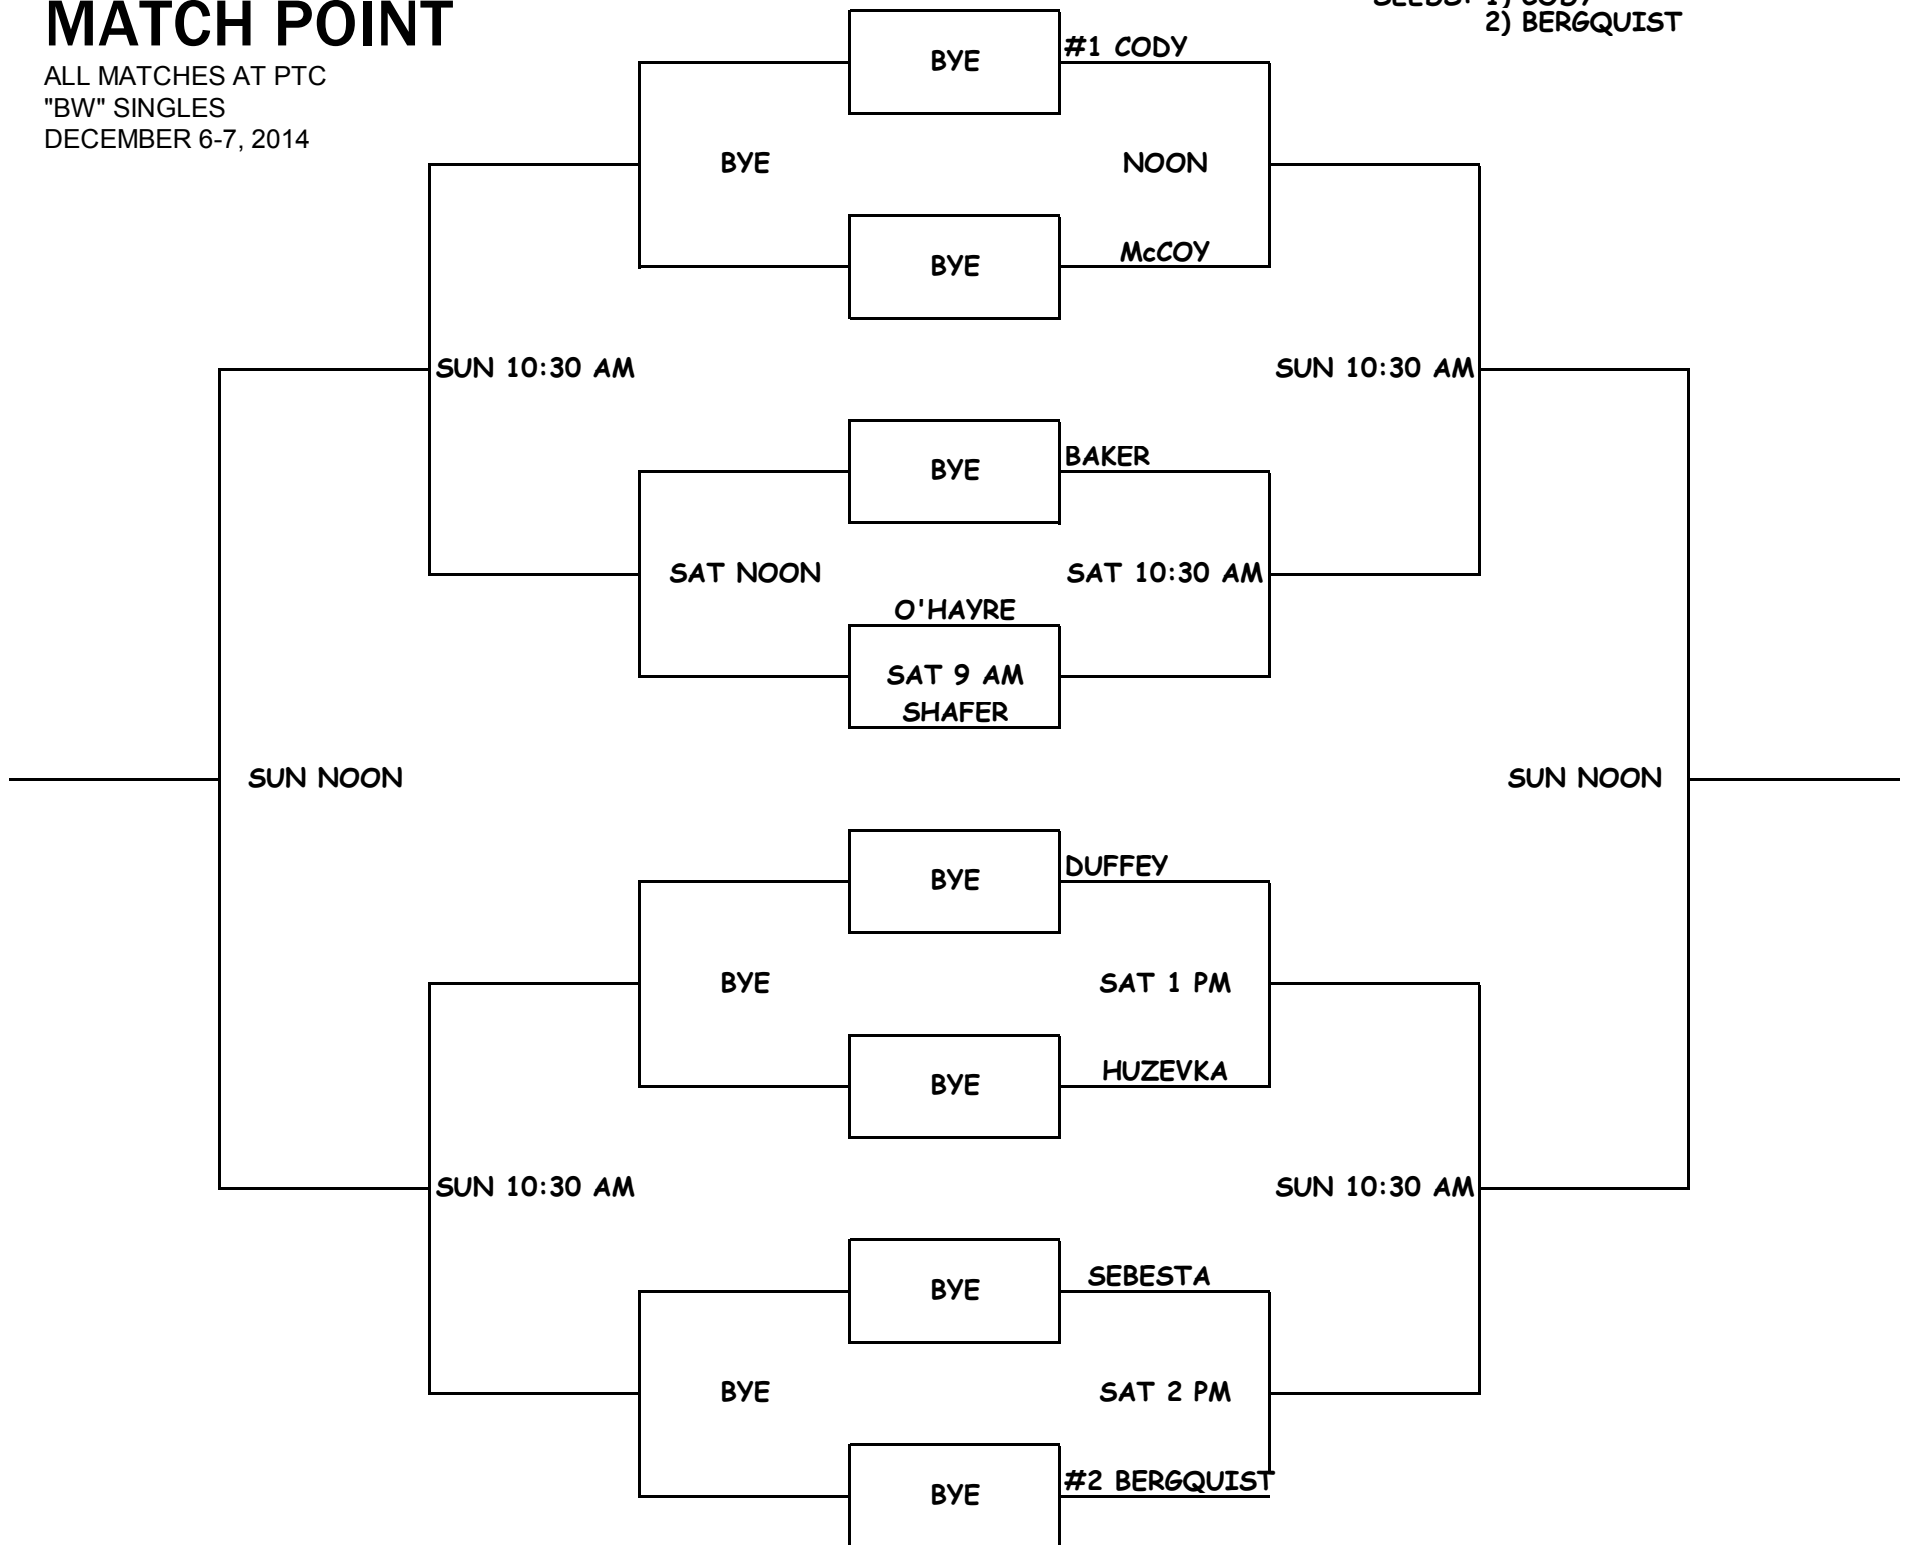 MATCH POINT
SEEDS: 1) CODY
2) BERGQUIST
ALL MATCHES AT PTC
"BW" SINGLES
DECEMBER 6-7, 2014
BYE
#1 CODY
BYE
NOON
BYE
McCOY
SUN 10:30 AM
SUN 10:30 AM
BYE
BAKER
SAT NOON
SAT 10:30 AM
O'HAYRE
SAT 9 AM
SHAFER
SUN NOON
SUN NOON
BYE
DUFFEY
BYE
SAT 1 PM
BYE
HUZEVKA
SUN 10:30 AM
SUN 10:30 AM
BYE
SEBESTA
BYE
SAT 2 PM
BYE
#2 BERGQUIST